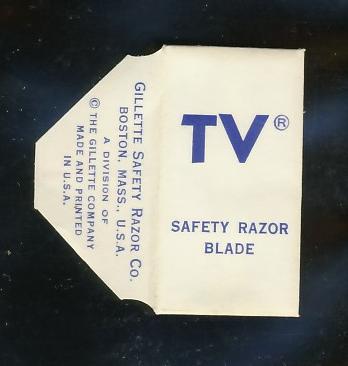 TV®
SAFETY RAZOR
BLADE
GILLETTE SAFETY RAZOR CO.
BOSTON, MASS., U.S.A.
A DIVISION OF
© THE GILLETTE COMPANY
MADE AND PRINTED
IN U.S.A.